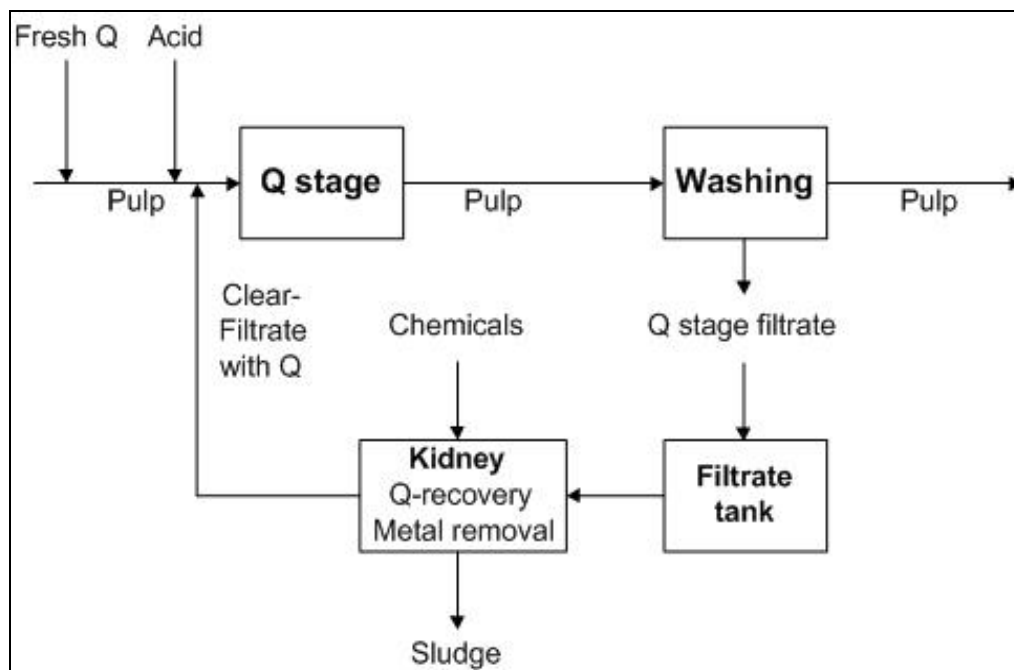 Fresh Q
Acid
Q stage
Washing
Pulp
Pulp
Pulp
Clear-
Filtrate
with Q
Chemicals
Q stage filtrate
Kidney
Q-recovery
Metal removal
Filtrate
tank
Sludge